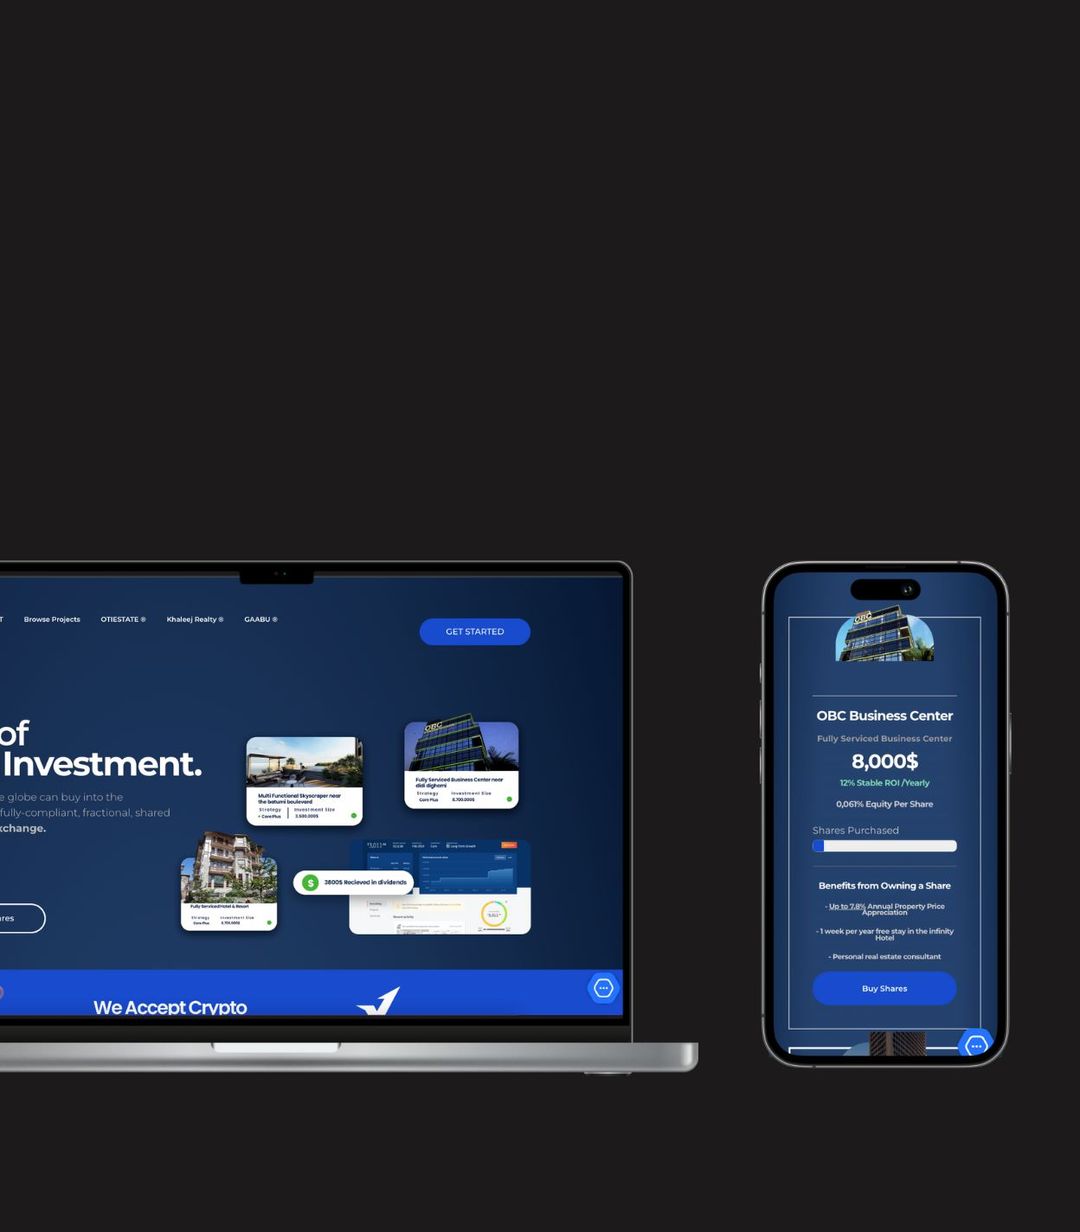 T
Browse Projects
OTIESTATE ®
Khaleej Realty ®
GAABU ®
GET STARTED
of
Investment.
e globe can buy into the
fully-compliant, fractional, shared
xchange.
res
Multi Functional Skyscraper near
the batumi boulevard
Strategy
Investment Size
Core Plus
3.500.000$
OBC
Fully Serviced Business Center near
didi dighomi
Strategy
Investment Size
Core Plus
5.700.000$
Fully Serviced Hotel & Resort
Strategy
Investment Size
Core Plus
5.700.000$
$
3800$ Recieved in dividends
We Accept Crypto
OBC
OBC Business Center
Fully Serviced Business Center
8,000$
12% Stable ROI /Yearly
0,061% Equity Per Share
Shares Purchased
Benefits from Owning a Share
- Up to 7.8% Annual Property Price
Appreciation
- 1 week per year free stay in the infinity
Hotel
- Personal real estate consultant
Buy Shares